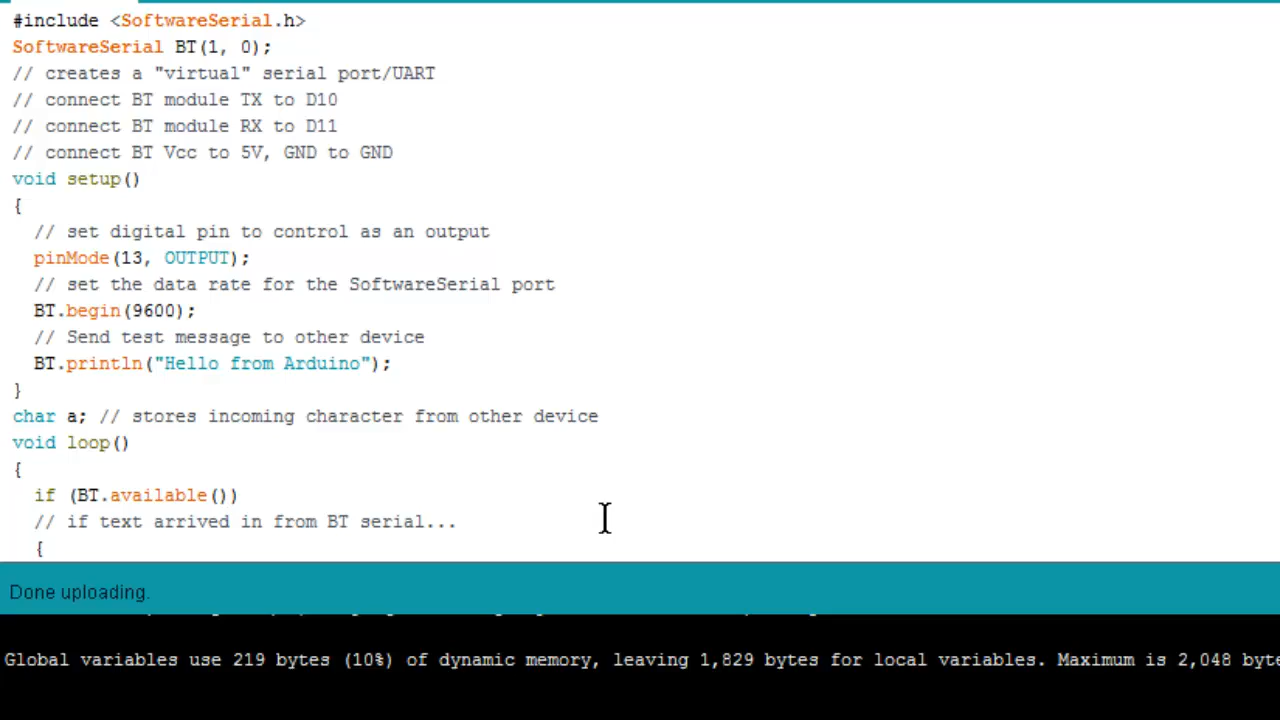 #include <SoftwareSerial.h>
SoftwareSerial BT(1, 0);
// creates a "virtual" serial port/UART
// connect BT module TX to D10
// connect BT module RX to D11
// connect BT Vcc to 5V, GND to GND
void setup()
{
  // set digital pin to control as an output
  pinMode(13, OUTPUT);
  // set the data rate for the SoftwareSerial port
  BT.begin(9600);
  // Send test message to other device
  BT.println("Hello from Arduino");
}
char a; // stores incoming character from other device
void loop()
{
  if (BT.available())
  // if text arrived in from BT serial...
  {
Done uploading.
Global variables use 219 bytes (10%) of dynamic memory, leaving 1,829 bytes for local variables. Maximum is 2,048